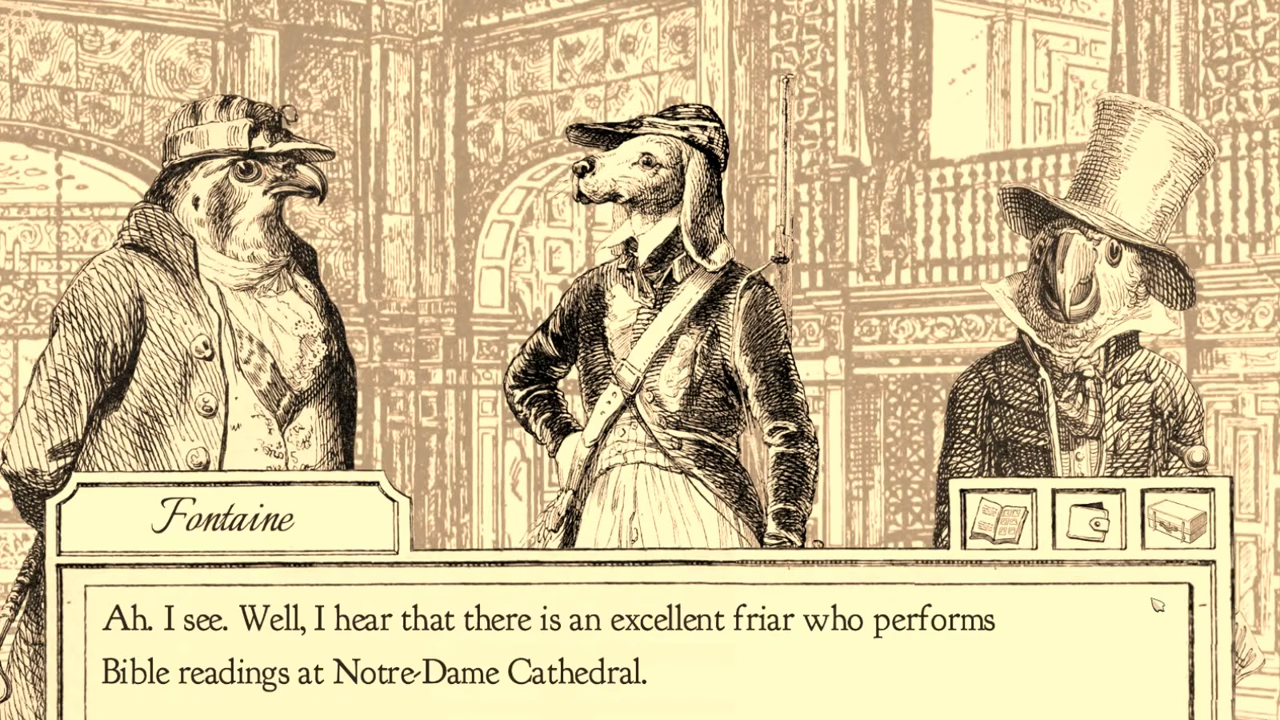 Fontaine
Ah. I see. Well, I hear that there is an excellent friar who performs
Bible readings at Notre-Dame Cathedral.